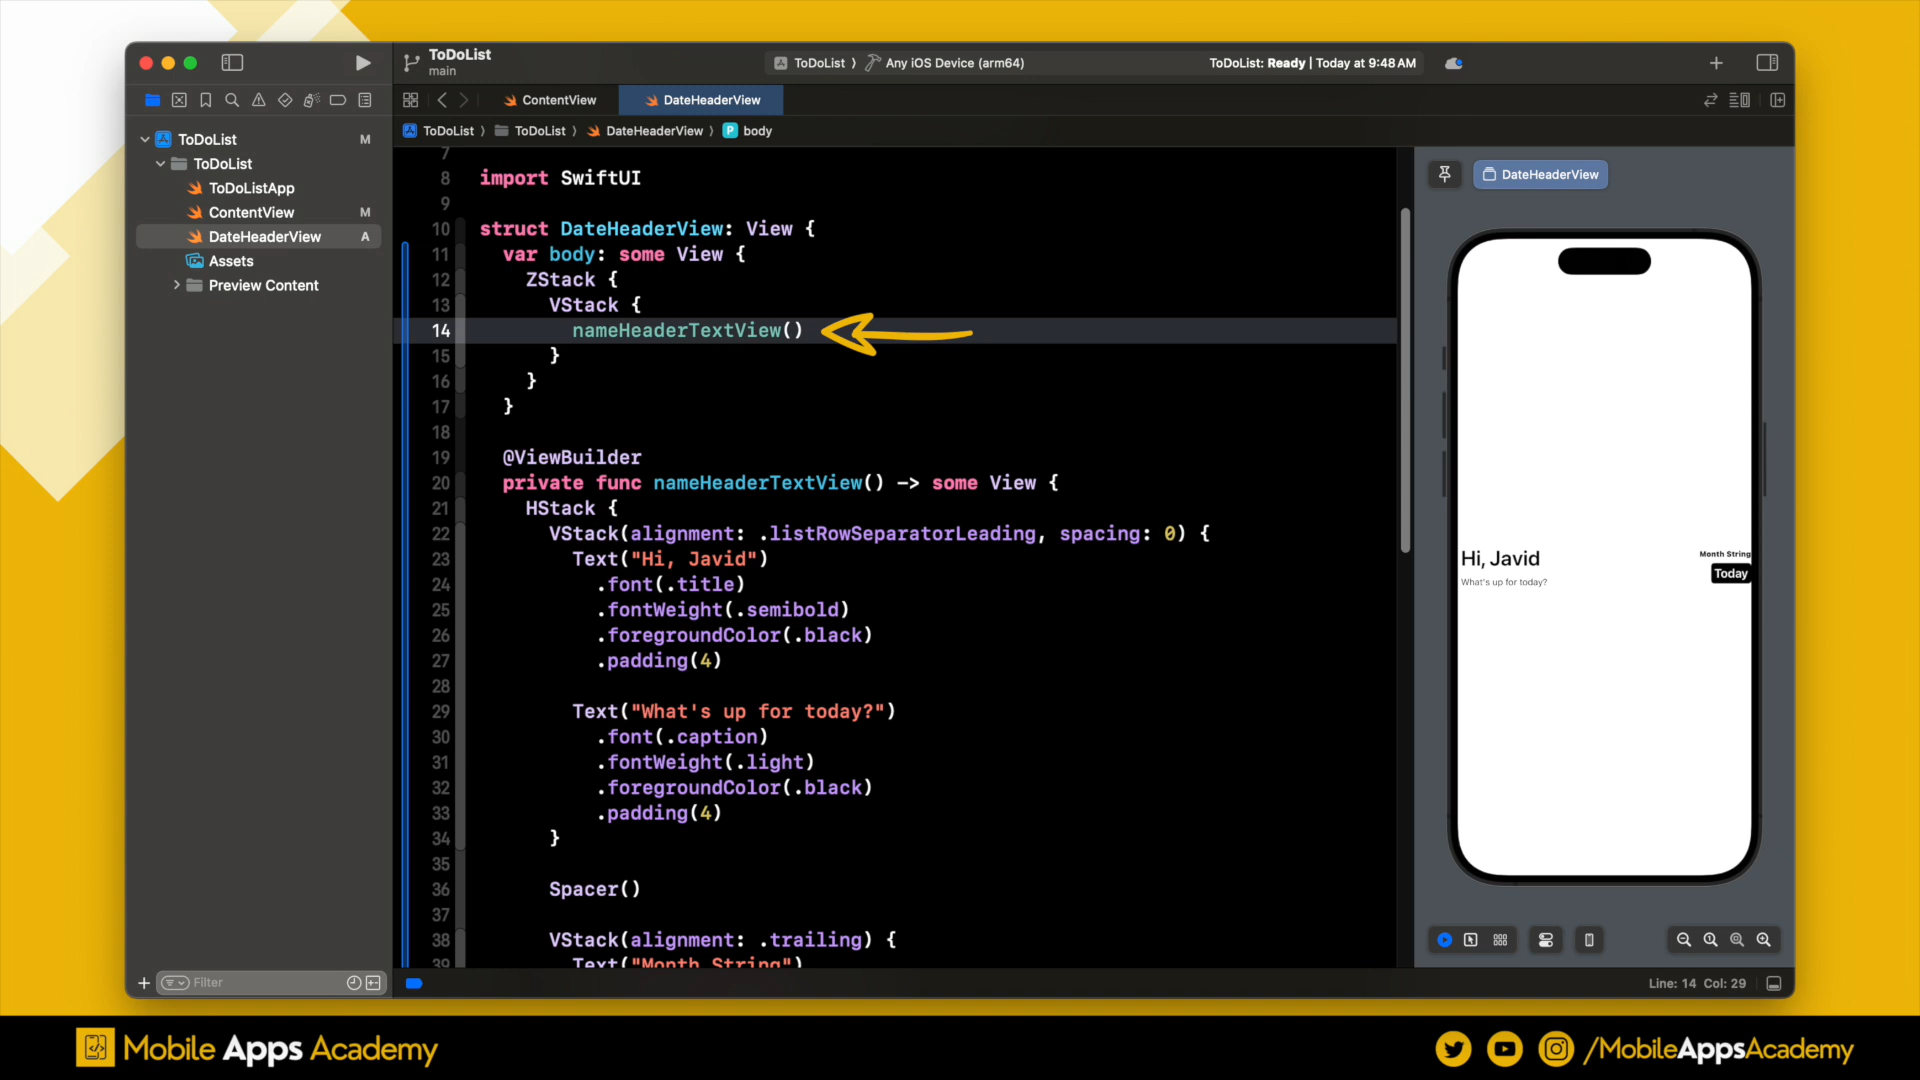 ToDoList
main
ToDoList 〉 Any iOS Device (arm64)
ToDoList: Ready | Today at 9:48 AM
ContentView
DateHeaderView
ToDoList 〉 ToDoList 〉 DateHeaderView 〉 P body
ToDoList M
ToDoList
ToDoListApp
ContentView M
DateHeaderView A
Assets
Preview Content
7
8 import SwiftUI
9
10 struct DateHeaderView: View {
11 var body: some View {
12 ZStack {
13 VStack {
14 nameHeaderTextView()
15 }
16 }
17 }
18
19 @ViewBuilder
20 private func nameHeaderTextView() -> some View {
21 HStack {
22 VStack(alignment: .listRowSeparatorLeading, spacing: 0) {
23 Text("Hi, Javid")
24 .font(.title)
25 .fontWeight(.semibold)
26 .foregroundColor(.black)
27 .padding(4)
28
29 Text("What's up for today?")
30 .font(.caption)
31 .fontWeight(.light)
32 .foregroundColor(.black)
33 .padding(4)
34 }
35
36 Spacer()
37
38 VStack(alignment: .trailing) {
39 Text("Month String")
DateHeaderView
Hi, Javid
What's up for today?
Month String
Today
Filter
Line: 14 Col: 29
Mobile Apps Academy
/MobileAppsAcademy